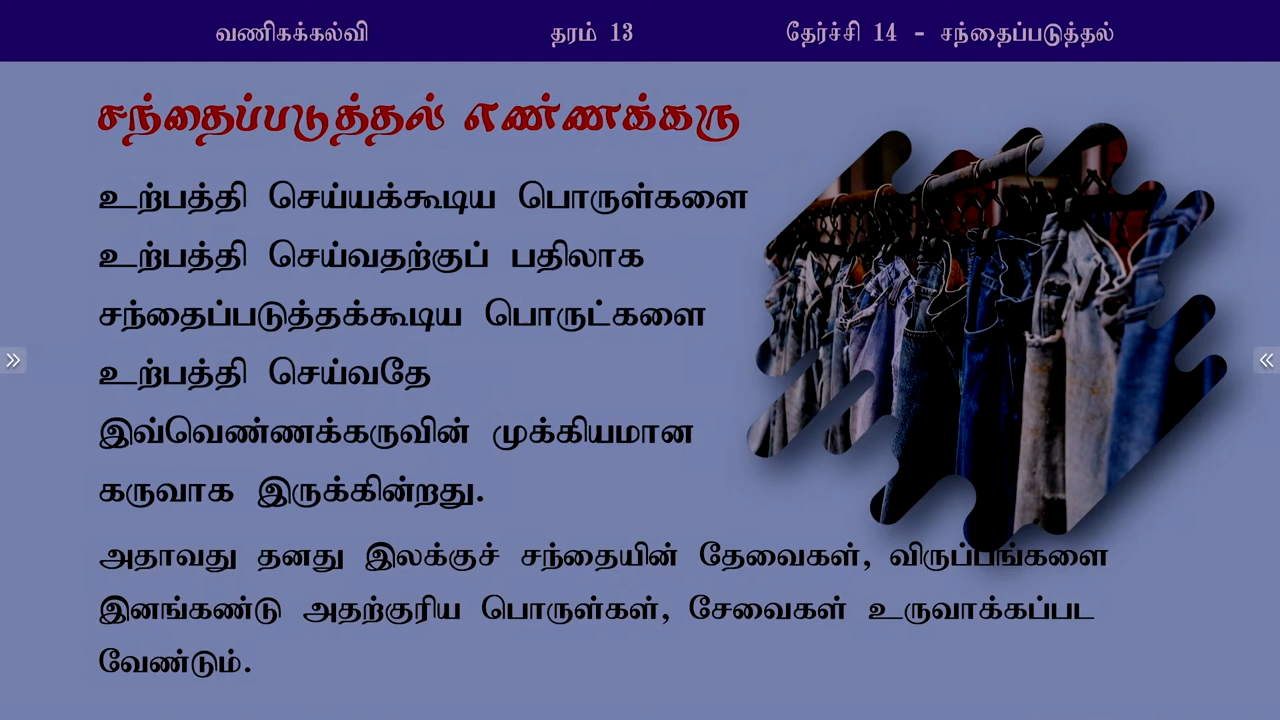 வணிகக்கல்வி தரம் 13 தேர்ச்சி 14 - சந்தைப்படுத்தல்
சந்தைப்படுத்தல் எண்ணக்கரு
உற்பத்தி செய்யக்கூடிய பொருள்களை
உற்பத்தி செய்வதற்குப் பதிலாக
சந்தைப்படுத்தக்கூடிய பொருட்களை
உற்பத்தி செய்வதே
இவ்வெண்ணக்கருவின் முக்கியமான
கருவாக இருக்கின்றது.
அதாவது தனது இலக்குச் சந்தையின் தேவைகள், விருப்பங்களை
இனங்கண்டு அதற்குரிய பொருள்கள், சேவைகள் உருவாக்கப்பட
வேண்டும்.